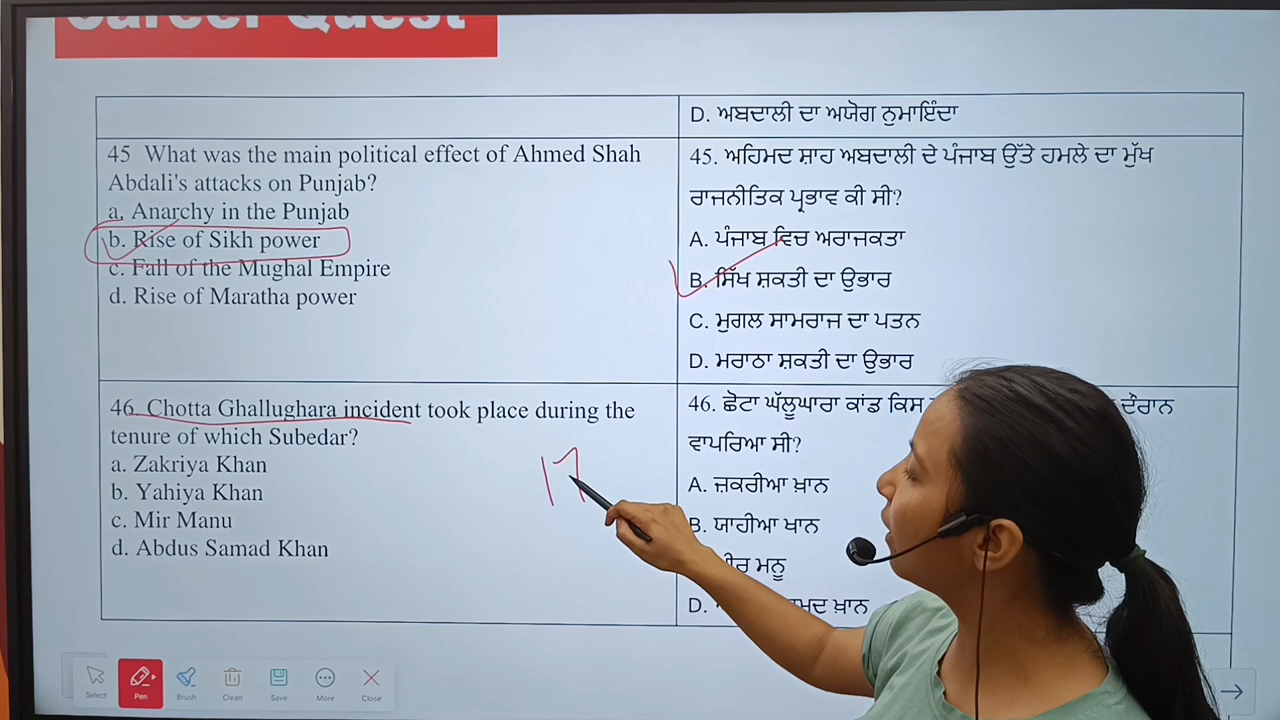 Career Quest
D. ਅਬਦਾਲੀ ਦਾ ਅਯੋਗ ਨੁਮਾਇੰਦਾ
45 What was the main political effect of Ahmed Shah
Abdali's attacks on Punjab?
a. Anarchy in the Punjab
b. Rise of Sikh power
c. Fall of the Mughal Empire
d. Rise of Maratha power
45. ਅਹਿਮਦ ਸ਼ਾਹ ਅਬਦਾਲੀ ਦੇ ਪੰਜਾਬ ਉੱਤੇ ਹਮਲੇ ਦਾ ਮੁੱਖ
ਰਾਜਨੀਤਿਕ ਪ੍ਰਭਾਵ ਕੀ ਸੀ?
A. ਪੰਜਾਬ ਵਿਚ ਅਰਾਜਕਤਾ
B. ਸਿੱਖ ਸ਼ਕਤੀ ਦਾ ਉਭਾਰ
C. ਮੁਗਲ ਸਾਮਰਾਜ ਦਾ ਪਤਨ
D. ਮਰਾਠਾ ਸ਼ਕਤੀ ਦਾ ਉਭਾਰ
46. Chotta Ghallughara incident took place during the
tenure of which Subedar?
a. Zakriya Khan
b. Yahiya Khan
c. Mir Manu
d. Abdus Samad Khan
17
46. ਛੋਟਾ ਘੱਲੂਘਾਰਾ ਕਾਂਡ ਕਿਸ ਦੌਰਾਨ
ਵਾਪਰਿਆ ਸੀ?
A. ਜ਼ਕਰੀਆ ਖ਼ਾਨ
B. ਯਾਹੀਆ ਖਾਨ
ਮਨੂ
D. ਖ਼ਾਨ
Select
Pen
Brush
Clean
Save
More
Close